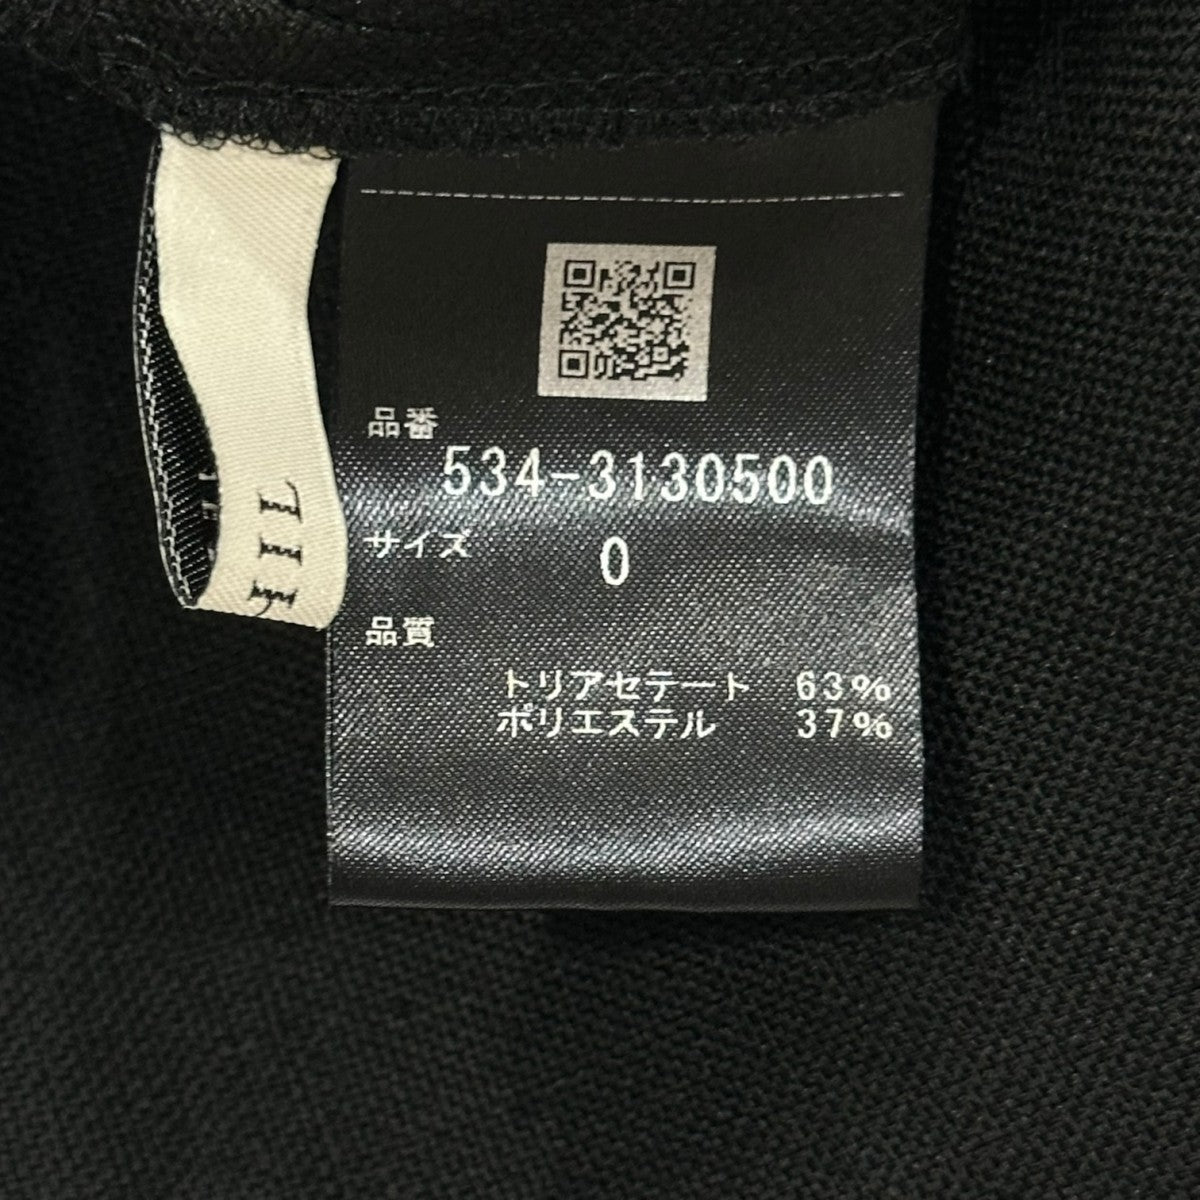 品番
534-3130500
サイズ 0
品質
トリアセテート 63%
ポリエステル 37%